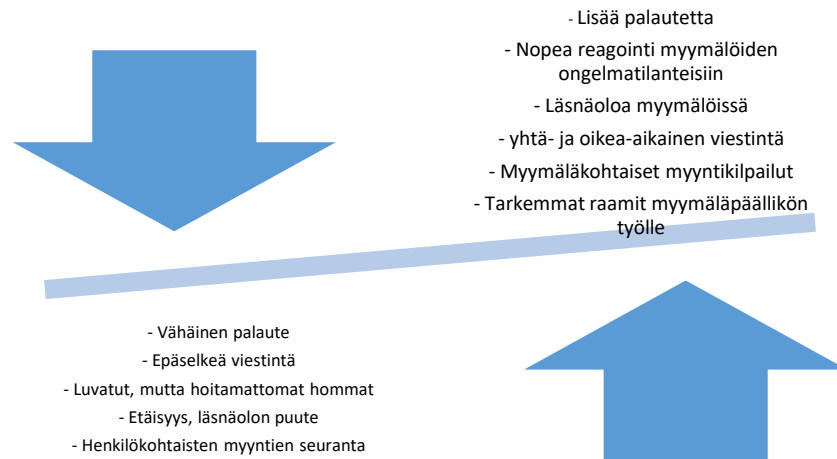 - Lisää palautetta
- Nopea reagointi myymälöiden
ongelmatilanteisiin
- Läsnäoloa myymälöissä
- yhtä- ja oikea-aikainen viestintä
- Myymäläkohtaiset myyntikilpailut
- Tarkemmat raamit myymäläpäällikön
työlle
- Vähäinen palaute
- Epäselkeä viestintä
- Luvatut, mutta hoitamattomat hommat
- Etäisyys, läsnäolon puute
- Henkilökohtaisten myyntien seuranta